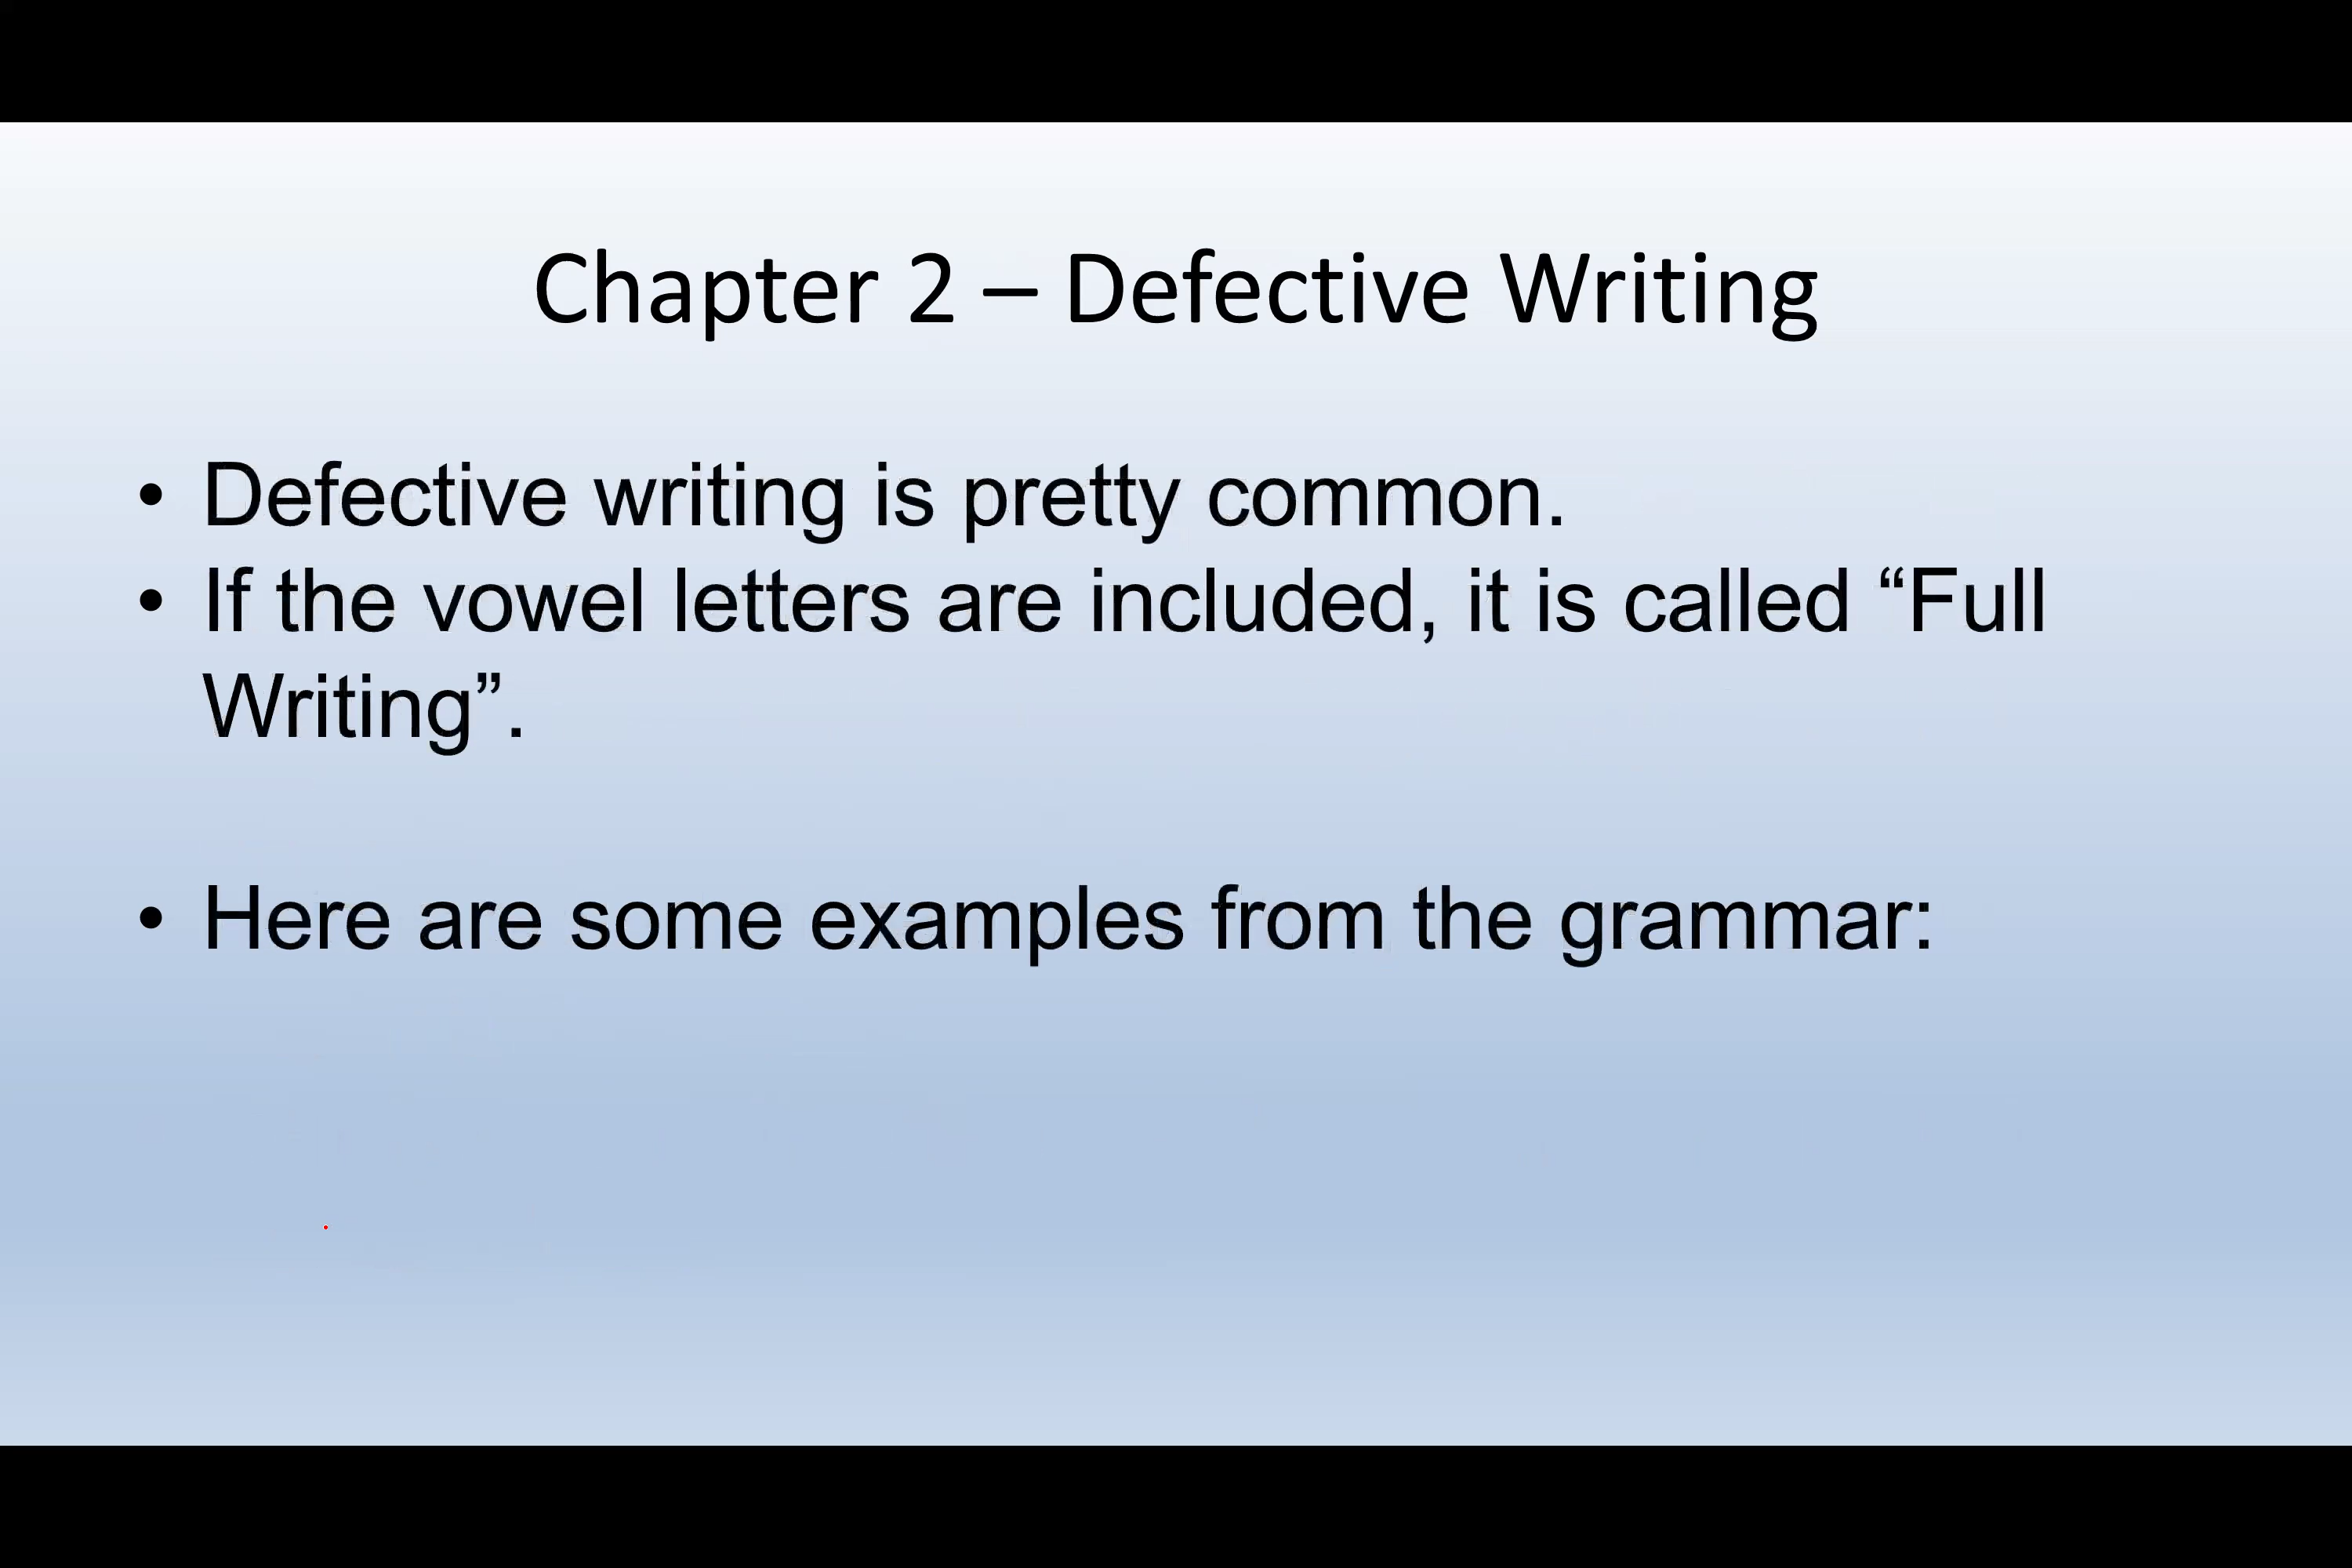 Chapter 2 – Defective Writing
• Defective writing is pretty common.
• If the vowel letters are included, it is called “Full
Writing”.
• Here are some examples from the grammar: